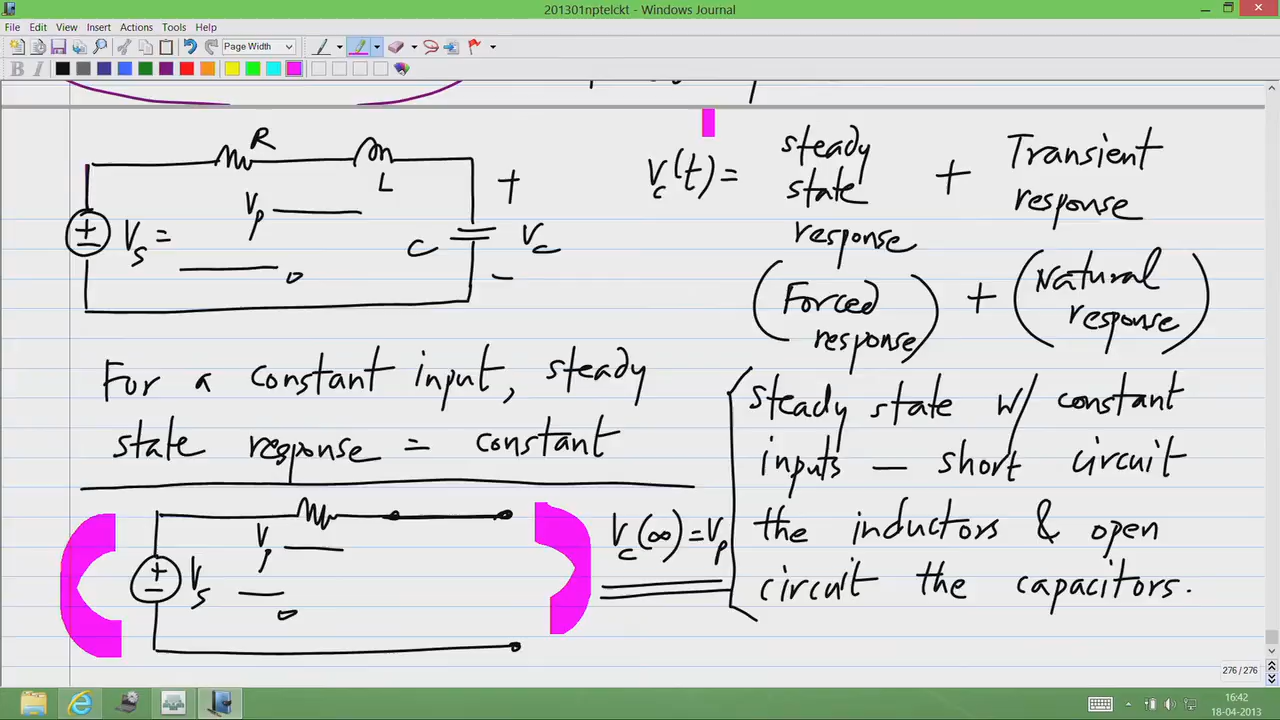 201301nptelckt - Windows Journal
File Edit View Insert Actions Tools Help
Page Width
B I
R
L
Vp
+
Vs =
C
Vc
0
−
Vc(t) =
steady
state
response
+
Transient
response
(Forced
response)
+
(Natural
response)
For a constant input, steady
state response = constant
Vp
Vs
0
Vc(∞) = Vp
steady state w/ constant
inputs — short circuit
the inductors & open
circuit the capacitors.
276 / 276
16:42
18-04-2013